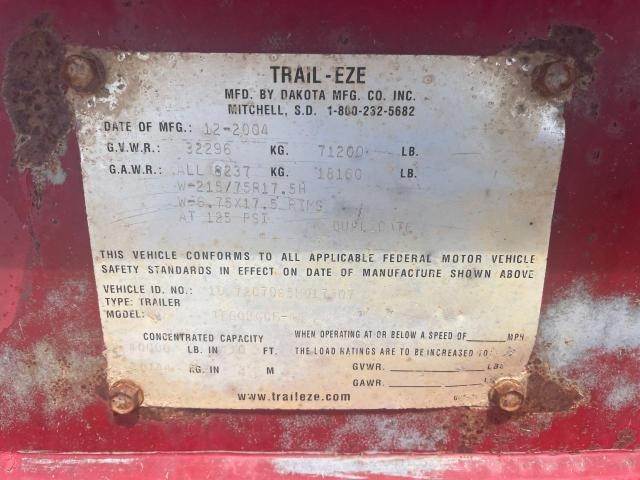 TRAIL-EZE
MFD. BY DAKOTA MFG. CO. INC.
MITCHELL, S.D. 1-800-232-5682
DATE OF MFG.: 12-2004
G.V.W.R.: 32296 KG. 71200 LB.
G.A.W.R.: ALL 8237 KG. 18160 LB.
W-215/75R17.5H
W-6.75X17.5 RIMS
AT 125 PSI
DUPLICATE
THIS VEHICLE CONFORMS TO ALL APPLICABLE FEDERAL MOTOR VEHICLE
SAFETY STANDARDS IN EFFECT ON DATE OF MANUFACTURE SHOWN ABOVE
VEHICLE ID. NO.:
TYPE: TRAILER
MODEL:
CONCENTRATED CAPACITY WHEN OPERATING AT OR BELOW A SPEED OF MPH
LB. IN FT. THE LOAD RATINGS ARE TO BE INCREASED TO:
KG. IN M GVWR. LB.
GAWR.
www.traileze.com